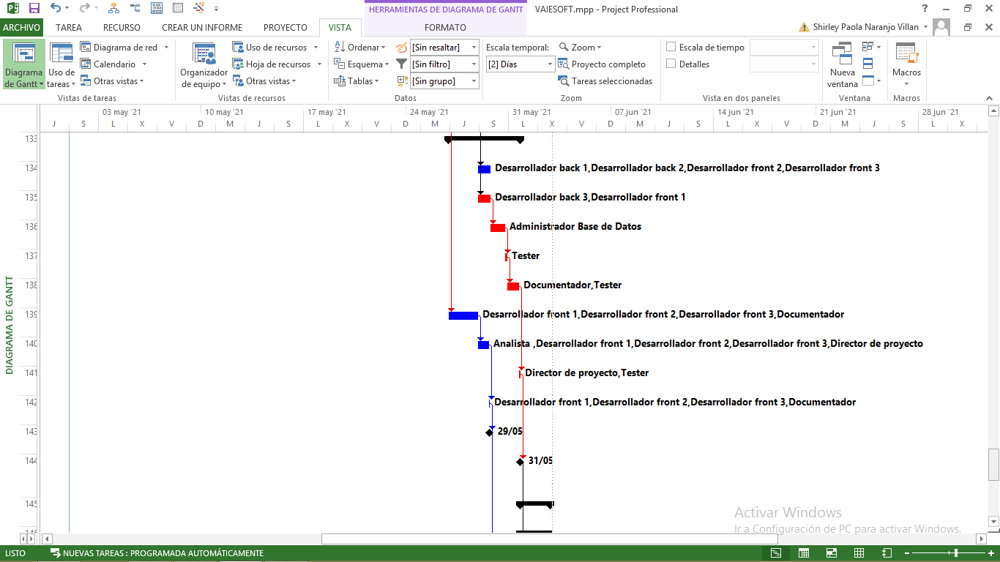 HERRAMIENTAS DE DIAGRAMA DE GANTT
VAIESOFT.mpp - Project Professional
ARCHIVO TAREA RECURSO CREAR UN INFORME PROYECTO VISTA FORMATO
Shirley Paola Naranjo Villan
Diagrama de Gantt
Uso de tareas
Diagrama de red
Calendario
Otras vistas
Vistas de tareas
Organizador de equipo
Uso de recursos
Hoja de recursos
Otras vistas
Vistas de recursos
Ordenar
Esquema
Tablas
[Sin resaltar]
[Sin filtro]
[Sin grupo]
Datos
Escala temporal:
[2] Días
Zoom
Proyecto completo
Tareas seleccionadas
Zoom
Escala de tiempo
Detalles
Vista en dos paneles
Nueva ventana
Ventana
Macros
Macros
03 may '21 10 may '21 17 may '21 24 may '21 31 may '21 07 jun '21 14 jun '21 21 jun '21 28 jun '21
J S L X V D M J S L X V D M J S L X V D M J S L X
DIAGRAMA DE GANTT
133
134 Desarrollador back 1,Desarrollador back 2,Desarrollador front 2,Desarrollador front 3
135 Desarrollador back 3,Desarrollador front 1
136 Administrador Base de Datos
137 Tester
138 Documentador,Tester
139 Desarrollador front 1,Desarrollador front 2,Desarrollador front 3,Documentador
140 Analista ,Desarrollador front 1,Desarrollador front 2,Desarrollador front 3,Director de proyecto
141 Director de proyecto,Tester
142 Desarrollador front 1,Desarrollador front 2,Desarrollador front 3,Documentador
143 29/05
144 31/05
145
Activar Windows
Ir a Configuración de PC para activar Windows.
LISTO NUEVAS TAREAS : PROGRAMADA AUTOMÁTICAMENTE